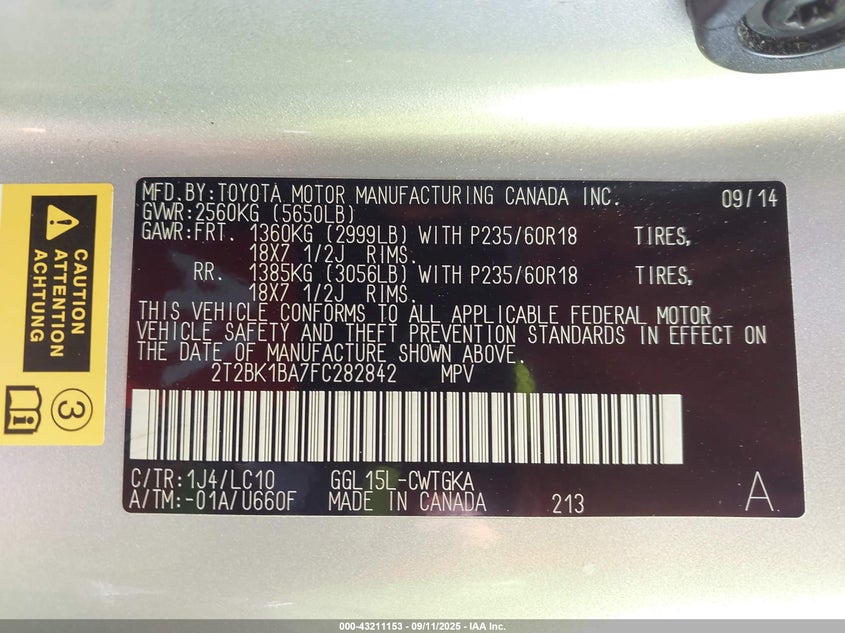 MFD.BY:TOYOTA MOTOR MANUFACTURING CANADA INC. 09/14
GVWR:2560KG (5650LB)
GAWR:FRT. 1360KG (2999LB) WITH P235/60R18 TIRES,
18X7 1/2J RIMS.
RR. 1385KG (3056LB) WITH P235/60R18 TIRES,
18X7 1/2J RIMS.
THIS VEHICLE CONFORMS TO ALL APPLICABLE FEDERAL MOTOR
VEHICLE SAFETY AND THEFT PREVENTION STANDARDS IN EFFECT ON
THE DATE OF MANUFACTURE SHOWN ABOVE.
2T2BK1BA7FC282842 MPV
C/TR:1J4/LC10 GGL15L-CWTGKA
A/TM:-01A/U660F MADE IN CANADA 213 A
CAUTION
ATTENTION
ACHTUNG
3
000-43211153 - 09/11/2025 - IAA Inc.